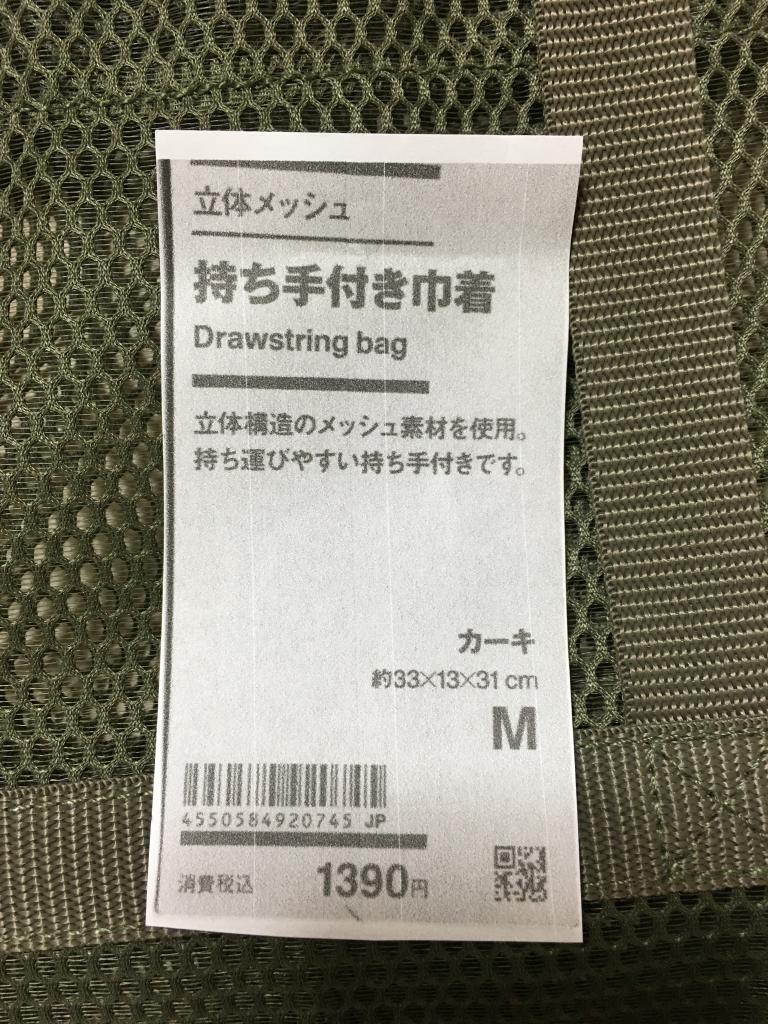 立体メッシュ
持ち手付き巾着
Drawstring bag
立体構造のメッシュ素材を使用。
持ち運びやすい持ち手付きです。
カーキ
約33×13×31 cm
M
4550584920745 JP
消費税込 1390円